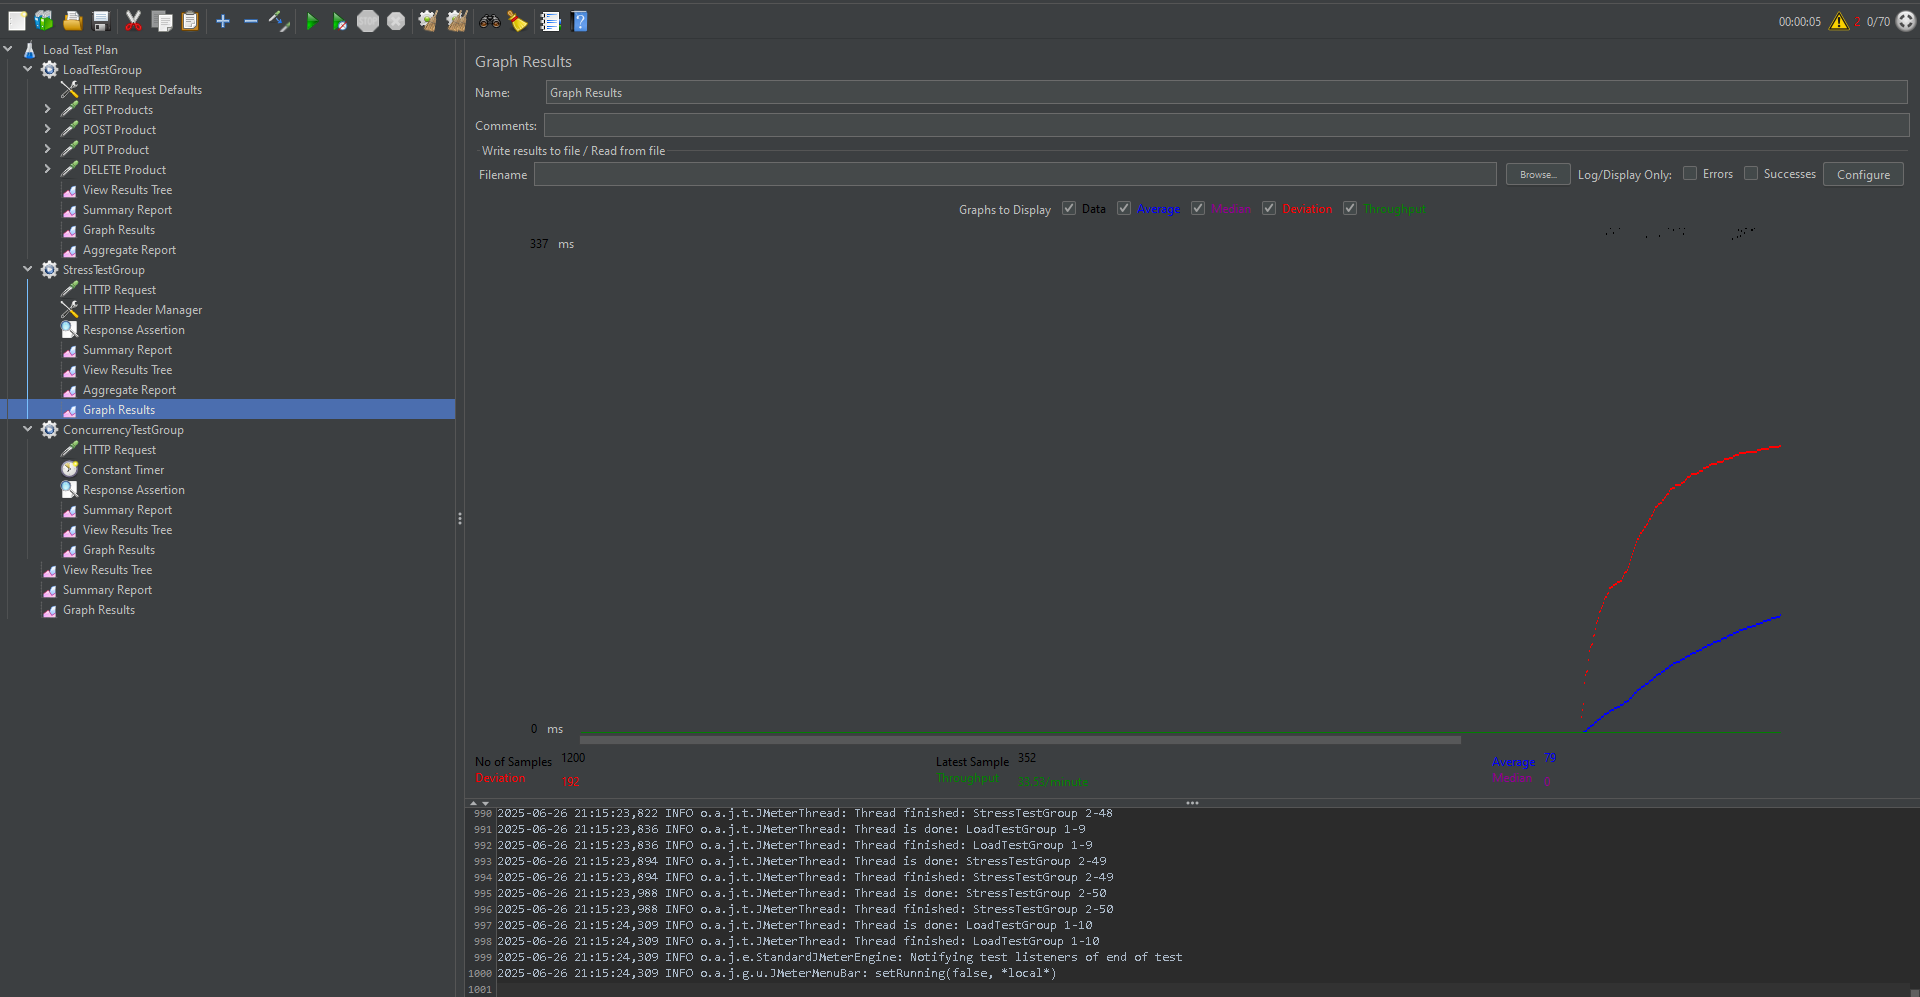 00:00:05 2 0/70
Load Test Plan
LoadTestGroup
HTTP Request Defaults
GET Products
POST Product
PUT Product
DELETE Product
View Results Tree
Summary Report
Graph Results
Aggregate Report
StressTestGroup
HTTP Request
HTTP Header Manager
Response Assertion
Summary Report
View Results Tree
Aggregate Report
Graph Results
ConcurrencyTestGroup
HTTP Request
Constant Timer
Response Assertion
Summary Report
View Results Tree
Graph Results
View Results Tree
Summary Report
Graph Results
Graph Results
Name: Graph Results
Comments:
Write results to file / Read from file
Filename Browse... Log/Display Only: Errors Successes Configure
Graphs to Display Data Average Median Deviation Throughput
337 ms
0 ms
No of Samples 1200 Latest Sample 352 Average 79
Deviation 192 Throughput 33.53/minute Median 0
990 2025-06-26 21:15:23,822 INFO o.a.j.t.JMeterThread: Thread finished: StressTestGroup 2-48
991 2025-06-26 21:15:23,836 INFO o.a.j.t.JMeterThread: Thread is done: LoadTestGroup 1-9
992 2025-06-26 21:15:23,836 INFO o.a.j.t.JMeterThread: Thread finished: LoadTestGroup 1-9
993 2025-06-26 21:15:23,894 INFO o.a.j.t.JMeterThread: Thread is done: StressTestGroup 2-49
994 2025-06-26 21:15:23,894 INFO o.a.j.t.JMeterThread: Thread finished: StressTestGroup 2-49
995 2025-06-26 21:15:23,988 INFO o.a.j.t.JMeterThread: Thread is done: StressTestGroup 2-50
996 2025-06-26 21:15:23,988 INFO o.a.j.t.JMeterThread: Thread finished: StressTestGroup 2-50
997 2025-06-26 21:15:24,309 INFO o.a.j.t.JMeterThread: Thread is done: LoadTestGroup 1-10
998 2025-06-26 21:15:24,309 INFO o.a.j.t.JMeterThread: Thread finished: LoadTestGroup 1-10
999 2025-06-26 21:15:24,309 INFO o.a.j.e.StandardJMeterEngine: Notifying test listeners of end of test
1000 2025-06-26 21:15:24,309 INFO o.a.j.g.u.JMeterMenuBar: setRunning(false, *local*)
1001